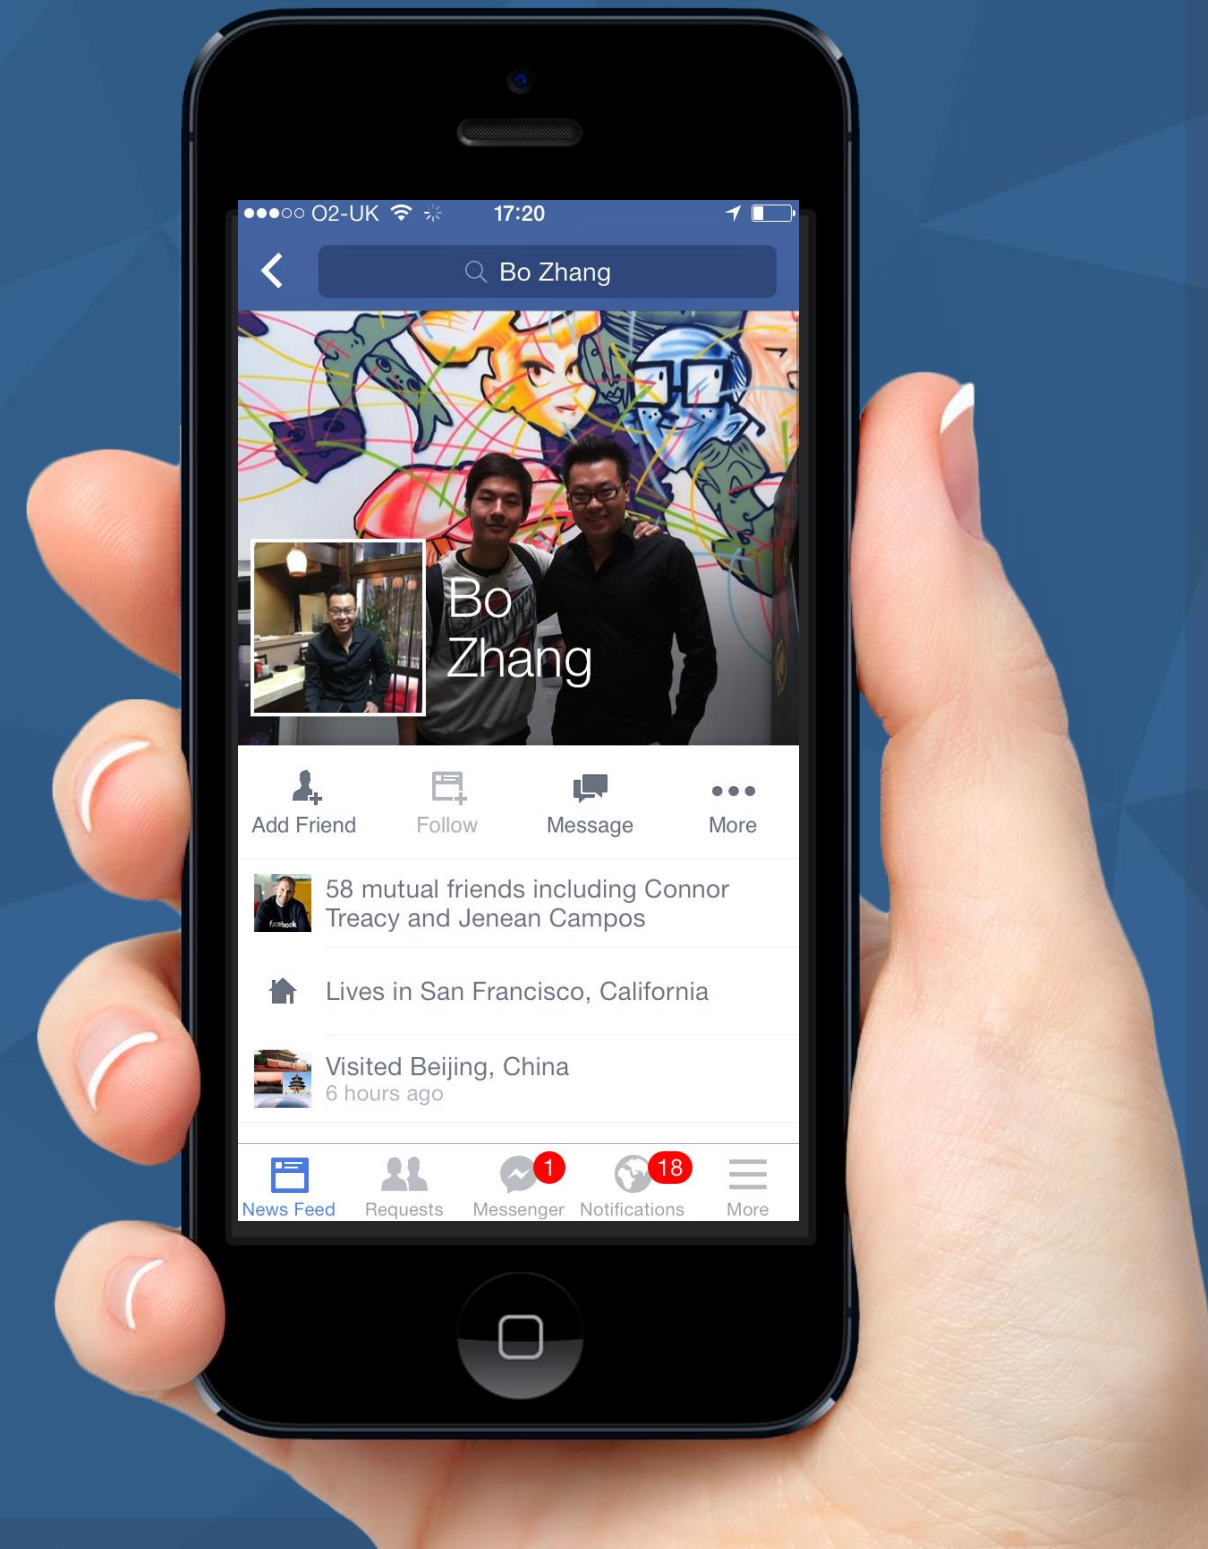 O2-UK 17:20
Bo Zhang
Bo
Zhang
Add Friend Follow Message More
58 mutual friends including Connor
Treacy and Jenean Campos
facebook
Lives in San Francisco, California
Visited Beijing, China
6 hours ago
1 18
News Feed Requests Messenger Notifications More